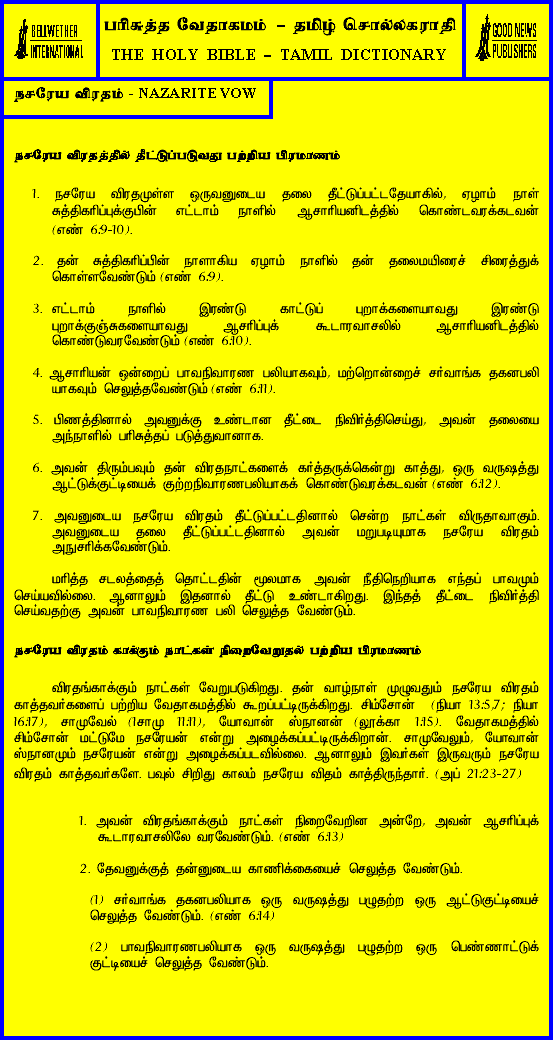 BELLWETHER
INTERNATIONAL
பரிசுத்த வேதாகமம் – தமிழ் சொல்லகராதி
THE HOLY BIBLE – TAMIL DICTIONARY
GOOD NEWS
PUBLISHERS
நசரேய விரதம் - NAZARITE VOW
நசரேய விரதத்தில் தீட்டுப்படுவது பற்றிய பிரமாணம்
1. நசரேய விரதமுள்ள ஒருவனுடைய தலை தீட்டுப்பட்டதேயாகில், ஏழாம் நாள்
சுத்திகரிப்புக்குபின் எட்டாம் நாளில் ஆசாரியனிடத்தில் கொண்டவரக்கடவன்
(எண் 6:9-10).
2. தன் சுத்திகரிப்பின் நாளாகிய ஏழாம் நாளில் தன் தலைமயிரைச் சிரைத்துக்
கொள்ளவேண்டும் (எண் 6:9).
3. எட்டாம் நாளில் இரண்டு காட்டுப் புறாக்களையாவது இரண்டு
புறாக்குஞ்சுகளையாவது ஆசரிப்புக் கூடாரவாசலில் ஆசாரியனிடத்தில்
கொண்டுவரவேண்டும் (எண் 6:10).
4. ஆசாரியன் ஒன்றைப் பாவநிவாரண பலியாகவும், மற்றொன்றைச் சர்வாங்க தகனபலி
யாகவும் செலுத்தவேண்டும் (எண் 6:11).
5. பிணத்தினால் அவனுக்கு உண்டான தீட்டை நிவிர்த்திசெய்து, அவன் தலையை
அந்நாளில் பரிசுத்தப் படுத்துவானாக.
6. அவன் திரும்பவும் தன் விரதநாட்களைக் கர்த்தருக்கென்று காத்து, ஒரு வருஷத்து
ஆட்டுக்குட்டியைக் குற்றநிவாரணபலியாகக் கொண்டுவரக்கடவன் (எண் 6:12).
7. அவனுடைய நசரேய விரதம் தீட்டுப்பட்டதினால் சென்ற நாட்கள் விருதாவாகும்.
அவனுடைய தலை தீட்டுப்பட்டதினால் அவன் மறுபடியுமாக நசரேய விரதம்
அநுசரிக்கவேண்டும்.
மரித்த சடலத்தைத் தொட்டதின் மூலமாக அவன் நீதிநெறியாக எந்தப் பாவமும்
செய்யவில்லை. ஆனாலும் இதனால் தீட்டு உண்டாகிறது. இந்தத் தீட்டை நிவிர்த்தி
செய்வதற்கு அவன் பாவநிவாரண பலி செலுத்த வேண்டும்.
நசரேய விரதம் காக்கும் நாட்கள் நிறைவேறுதல் பற்றிய பிரமாணம்
விரதங்காக்கும் நாட்கள் வேறுபடுகிறது. தன் வாழ்நாள் முழுவதும் நசரேய விரதம்
காத்தவர்களைப் பற்றிய வேதாகமத்தில் கூறப்பட்டிருக்கிறது. சிம்சோன் (நியா 13:5,7; நியா
16:17), சாமுவேல் (1சாமு 11:11), யோவான் ஸ்நானன் (லூக்கா 1:15). வேதாகமத்தில்
சிம்சோன் மட்டுமே நசரேயன் என்று அழைக்கப்பட்டிருக்கிறான். சாமுவேலும், யோவான்
ஸ்நானமும் நசரேயன் என்று அழைக்கப்படவில்லை. ஆனாலும் இவர்கள் இருவரும் நசரேய
விரதம் காத்தவர்களே. பவுல் சிறிது காலம் நசரேய விதம் காத்திருந்தார். (அப் 21:23-27)
1. அவன் விரதங்காக்கும் நாட்கள் நிறைவேறின அன்றே, அவன் ஆசரிப்புக்
கூடாரவாசலிலே வரவேண்டும். (எண் 6:13)
2. தேவனுக்குத் தன்னுடைய காணிக்கையைச் செலுத்த வேண்டும்.
(1) சர்வாங்க தகனபலியாக ஒரு வருஷத்து பழுதற்ற ஒரு ஆட்டுகுட்டியைச்
செலுத்த வேண்டும். (எண் 6:14)
(2) பாவநிவாரணபலியாக ஒரு வருஷத்து பழுதற்ற ஒரு பெண்ணாட்டுக்
குட்டியைச் செலுத்த வேண்டும்.